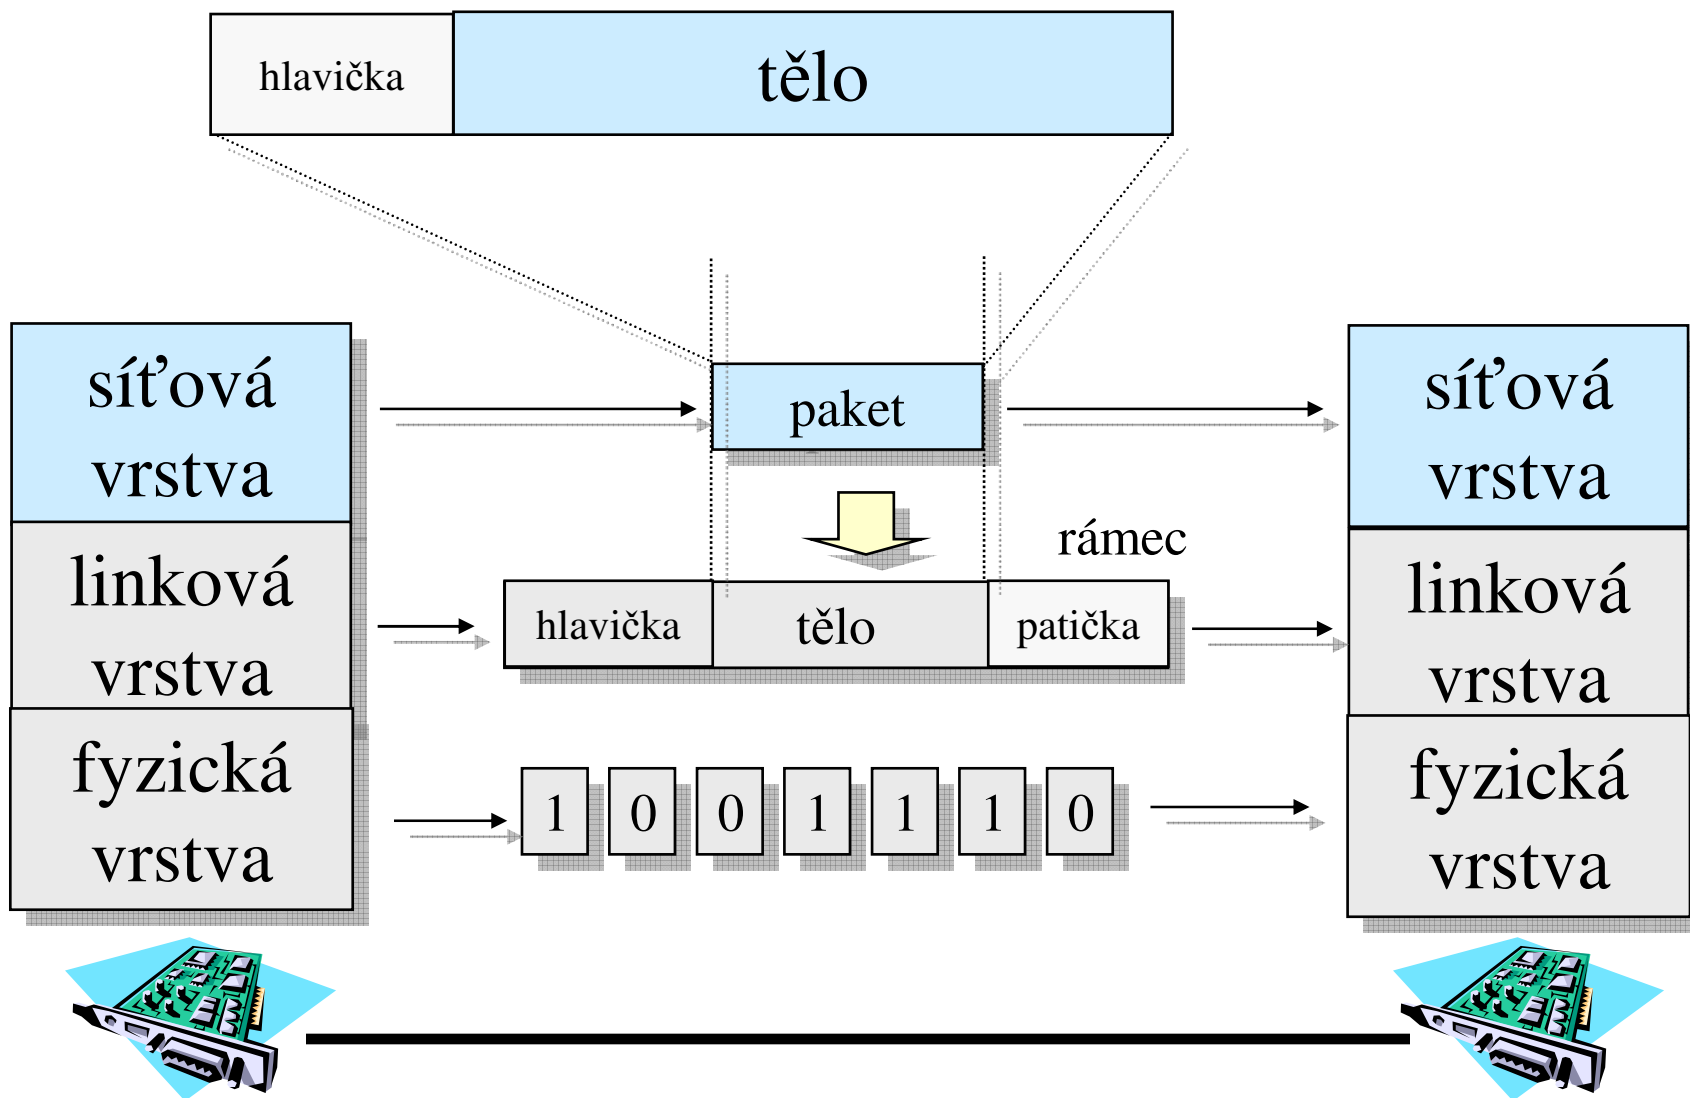 hlavička
tělo
síťová
vrstva
paket
síťová
vrstva
rámec
linková
vrstva
hlavička
tělo
patička
linková
vrstva
fyzická
vrstva
1 0 0 1 1 1 0
fyzická
vrstva